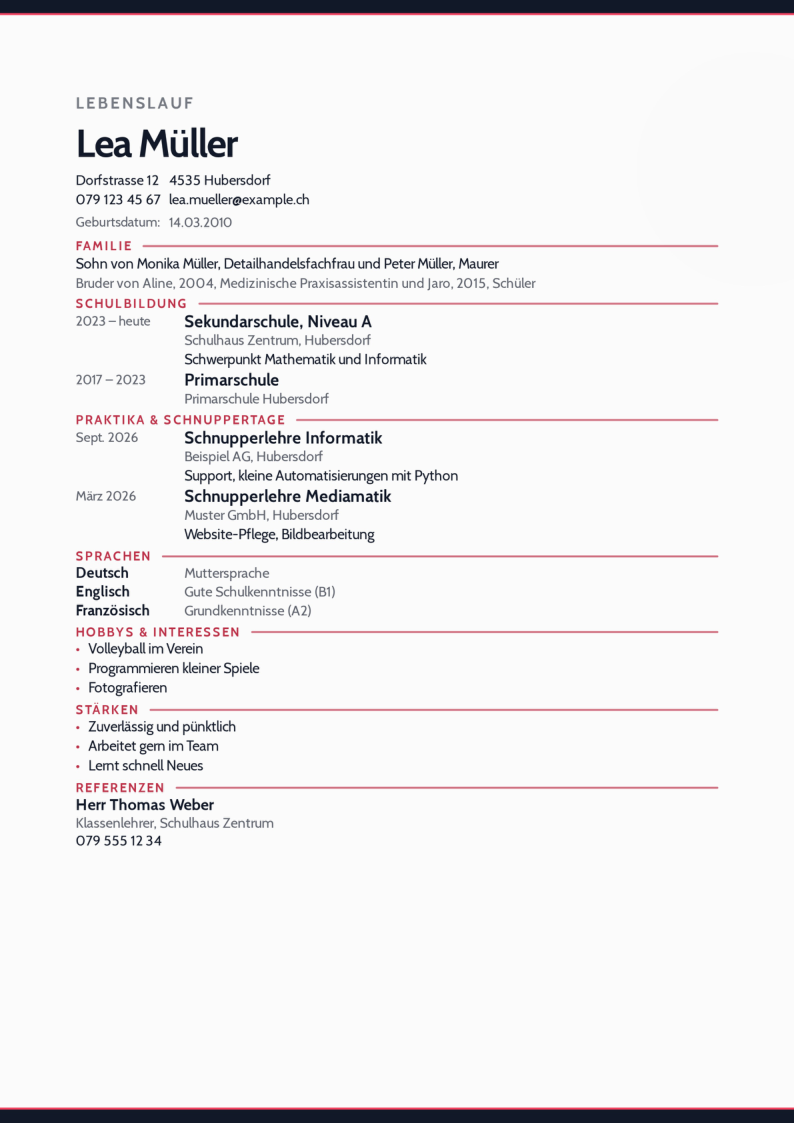 LEBENSLAUF
Lea Müller
Dorfstrasse 12 4535 Hubersdorf
079 123 45 67 lea.mueller@example.ch
Geburtsdatum: 14.03.2010
FAMILIE
Sohn von Monika Müller, Detailhandelsfachfrau und Peter Müller, Maurer
Bruder von Aline, 2004, Medizinische Praxisassistentin und Jaro, 2015, Schüler
SCHULBILDUNG
2023 – heute Sekundarschule, Niveau A
Schulhaus Zentrum, Hubersdorf
Schwerpunkt Mathematik und Informatik
2017 – 2023 Primarschule
Primarschule Hubersdorf
PRAKTIKA & SCHNUPPERTAGE
Sept. 2026 Schnupperlehre Informatik
Beispiel AG, Hubersdorf
Support, kleine Automatisierungen mit Python
März 2026 Schnupperlehre Mediamatik
Muster GmbH, Hubersdorf
Website-Pflege, Bildbearbeitung
SPRACHEN
Deutsch Muttersprache
Englisch Gute Schulkenntnisse (B1)
Französisch Grundkenntnisse (A2)
HOBBYS & INTERESSEN
• Volleyball im Verein
• Programmieren kleiner Spiele
• Fotografieren
STÄRKEN
• Zuverlässig und pünktlich
• Arbeitet gern im Team
• Lernt schnell Neues
REFERENZEN
Herr Thomas Weber
Klassenlehrer, Schulhaus Zentrum
079 555 12 34